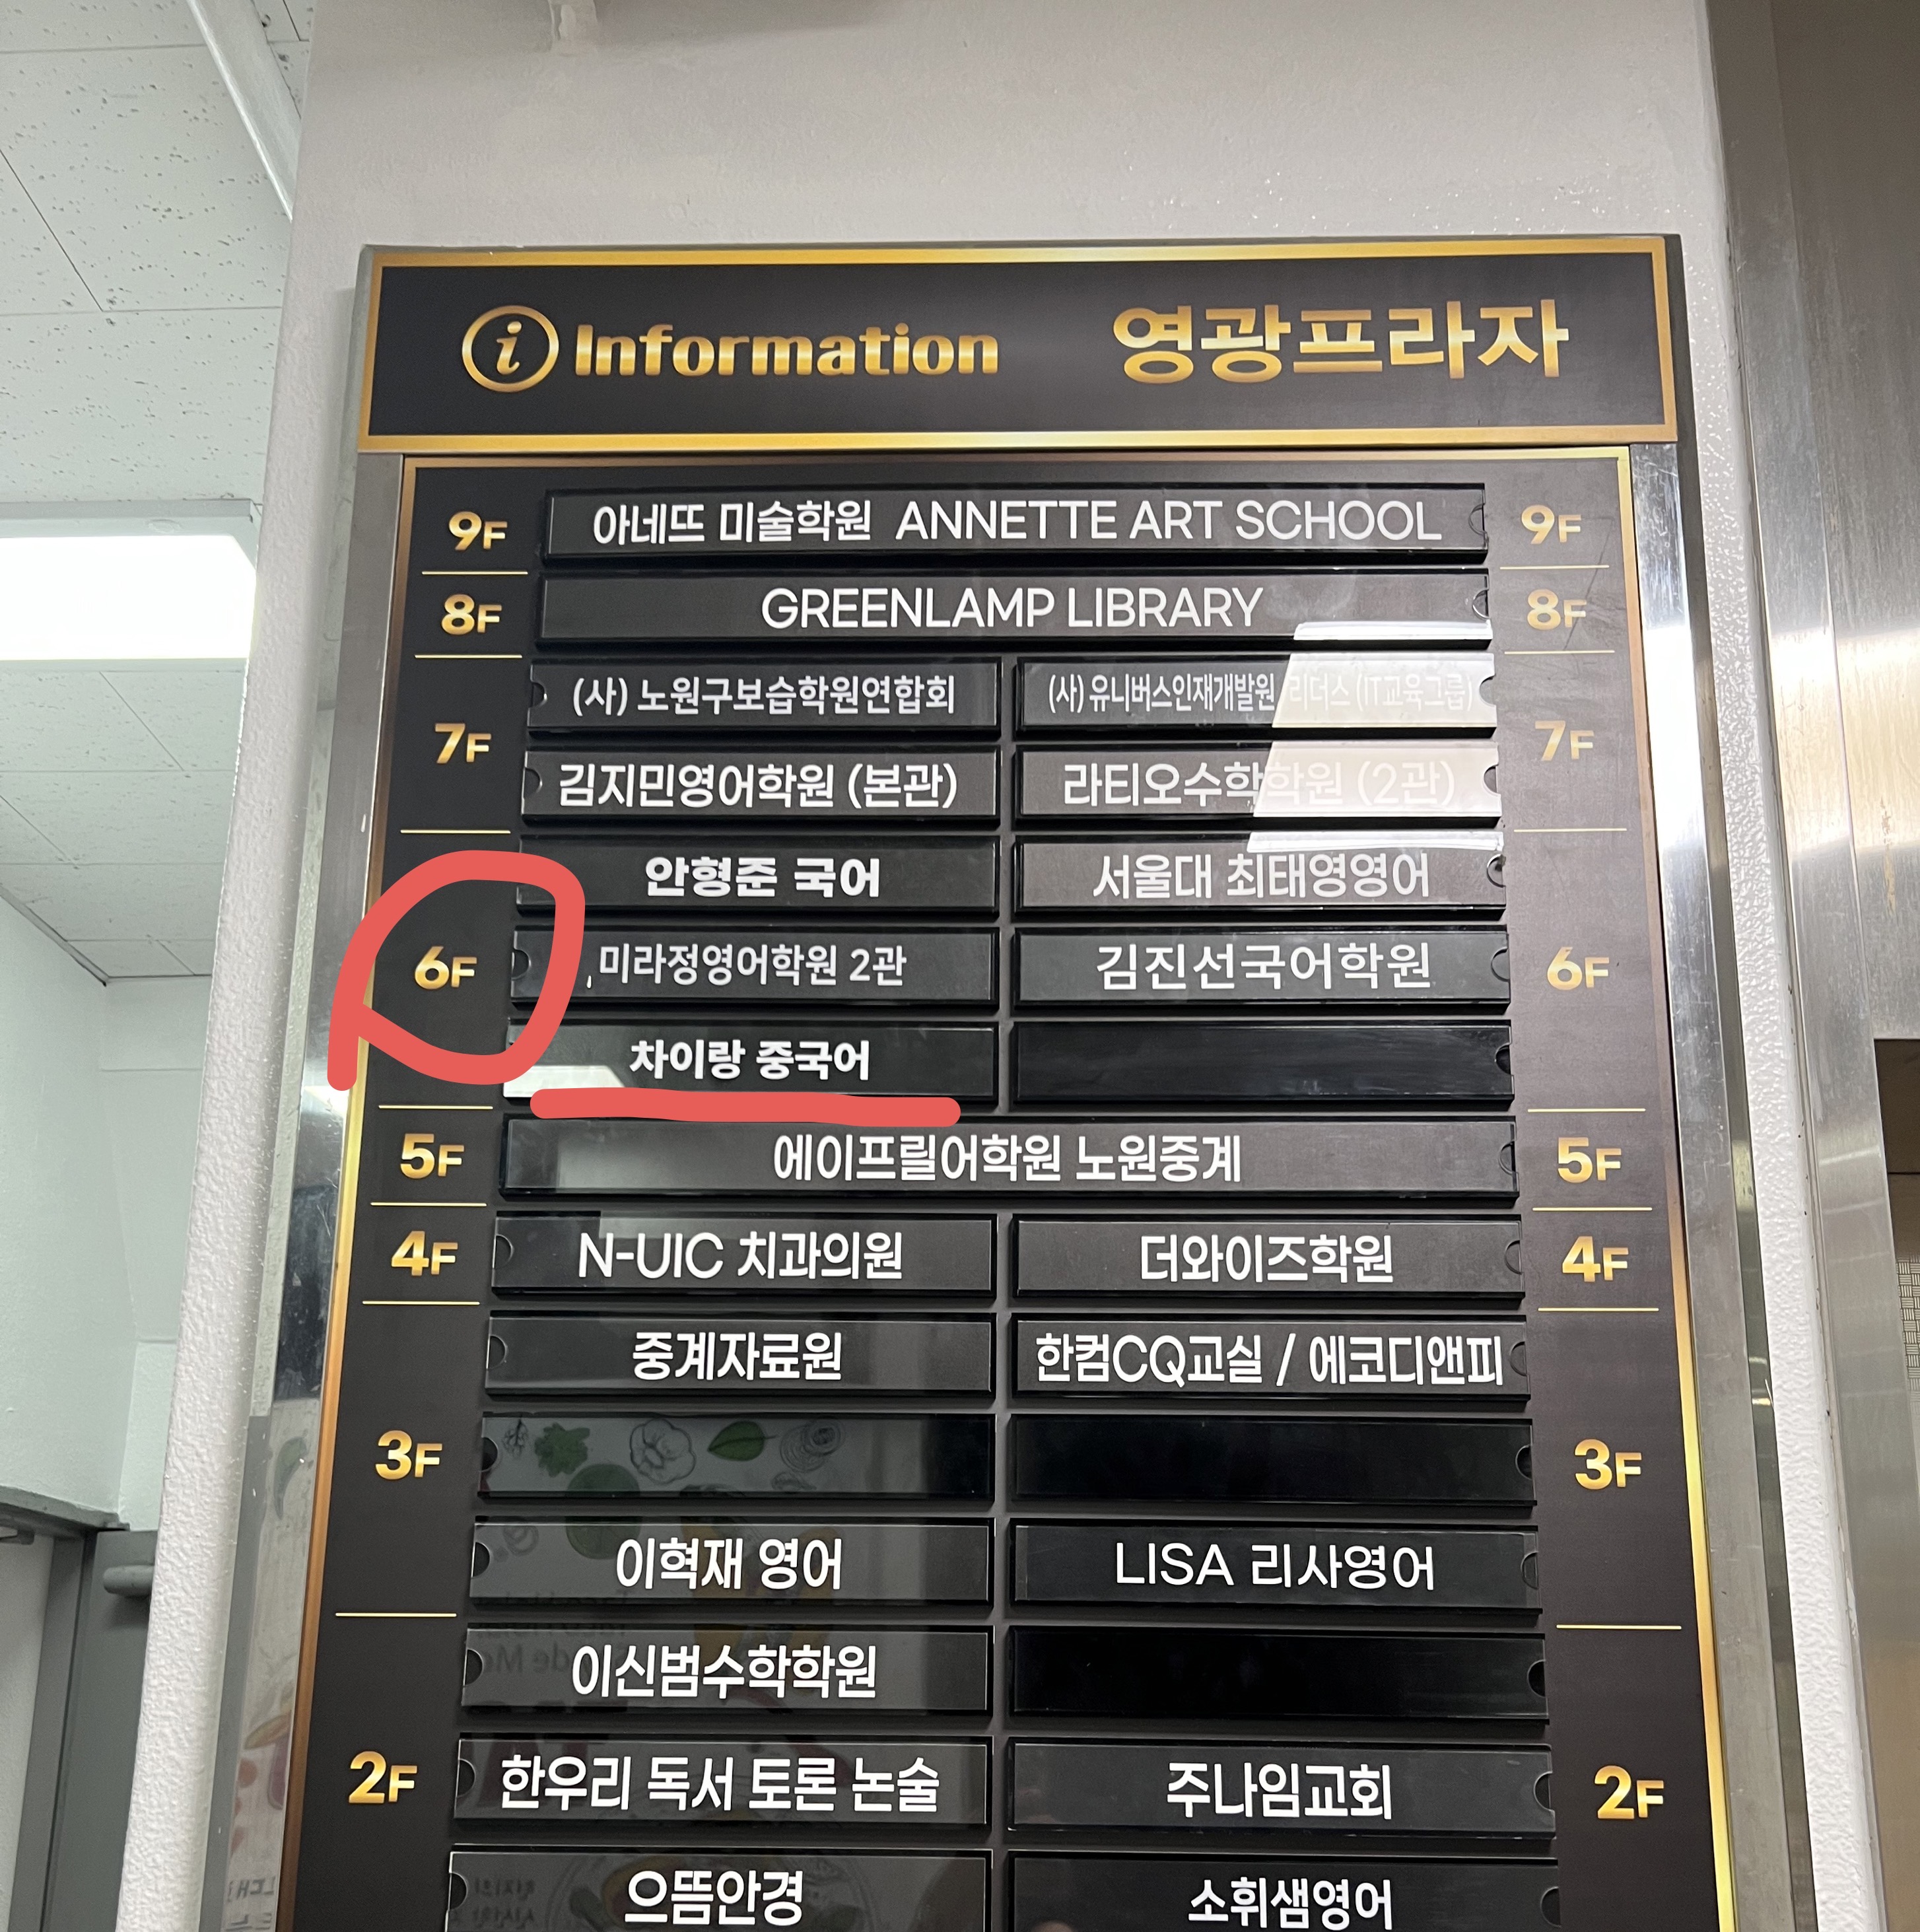 i Information 영광프라자
9F 아네뜨 미술학원 ANNETTE ART SCHOOL 9F
8F GREENLAMP LIBRARY 8F
(사) 노원구보습학원연합회 (사) 유니버스인재개발원 리더스 (IT교육그룹)
7F 7F
김지민영어학원 (본관) 라티오수학학원 (2관)
안형준 국어 서울대 최태영영어
6F 미라정영어학원 2관 김진선국어학원 6F
차이랑 중국어
5F 에이프릴어학원 노원중계 5F
4F N-UIC 치과의원 더와이즈학원 4F
중계자료원 한컴CQ교실 / 에코디앤피
3F 3F
이혁재 영어 LISA 리사영어
이신범수학학원
2F 한우리 독서 토론 논술 주나임교회 2F
으뜸안경 소휘샘영어